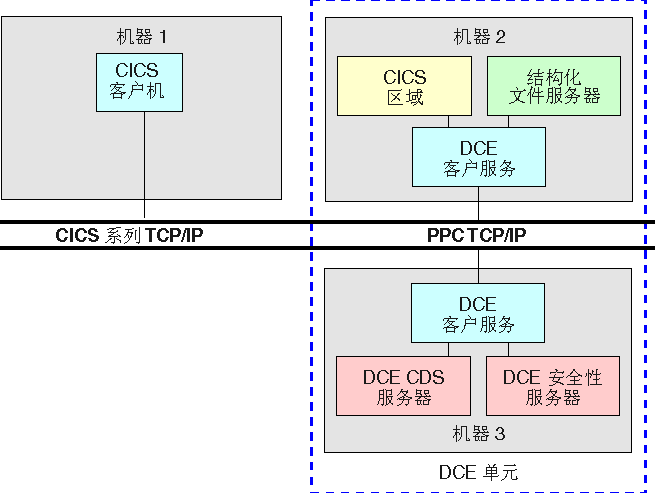 机器 1
CICS
客户机
机器 2
CICS
区域
结构化
文件服务器
DCE
客户服务
CICS 系列 TCP/IP
PPC TCP/IP
DCE
客户服务
DCE CDS
服务器
DCE 安全性
服务器
机器 3
DCE 单元